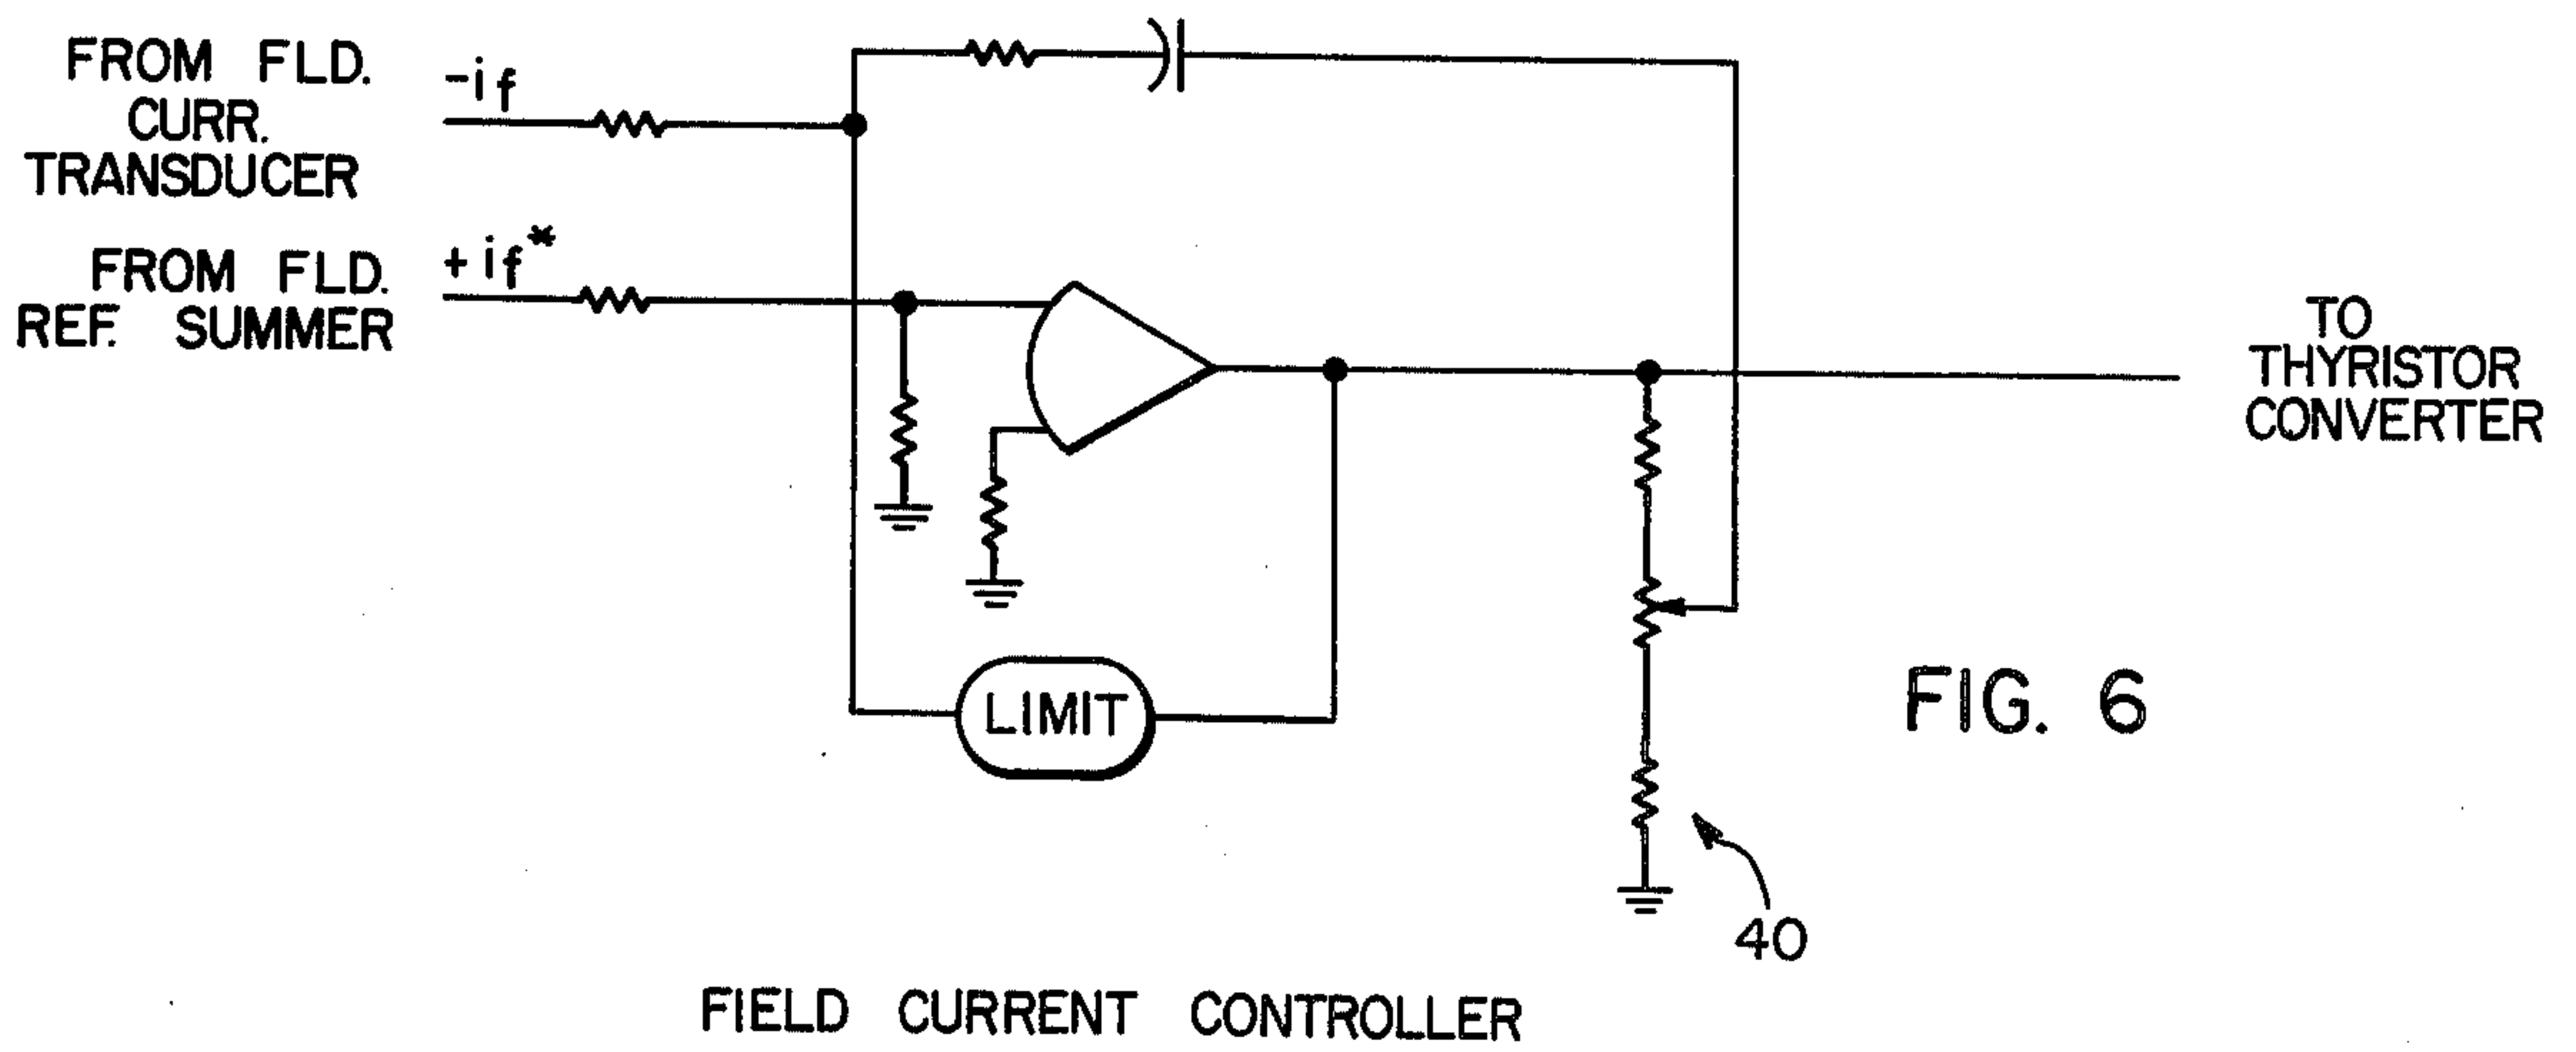 FROM FLD.
CURR.
TRANSDUCER
-if
FROM FLD.
REF. SUMMER
+if*
TO
THYRISTOR
CONVERTER
LIMIT
FIG. 6
40
FIELD CURRENT CONTROLLER